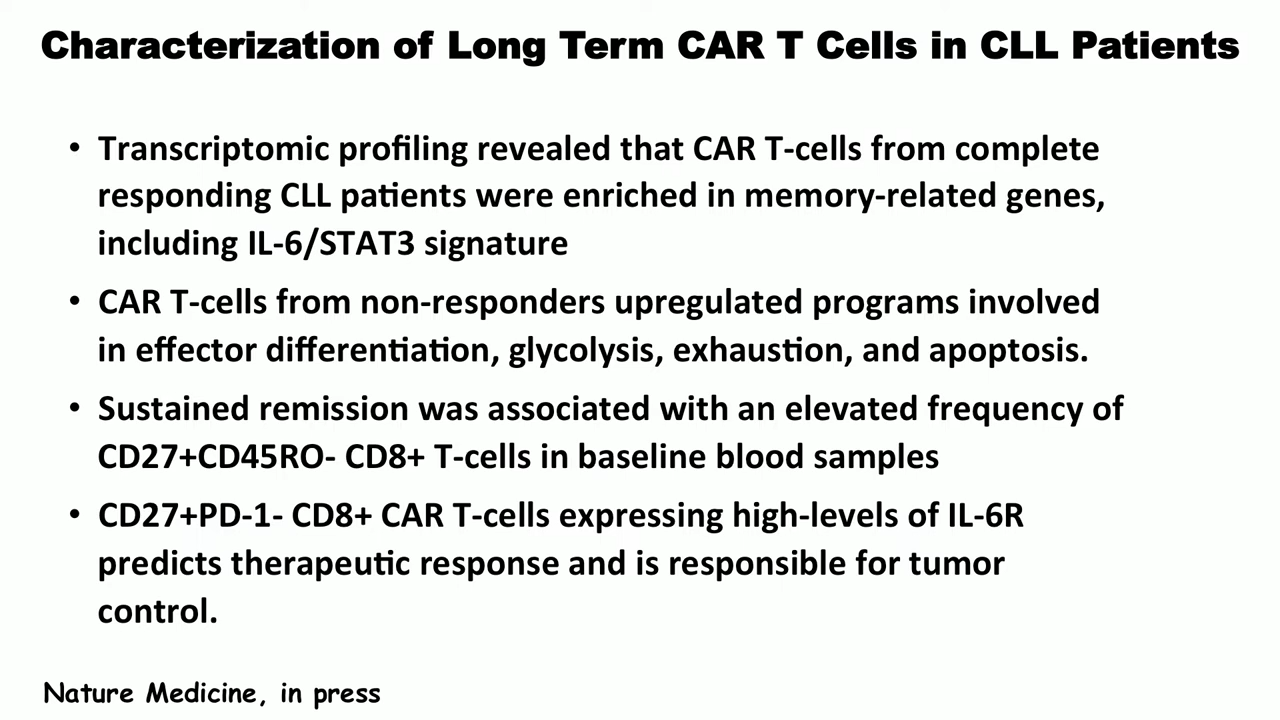 Characterization of Long Term CAR T Cells in CLL Patients
• Transcriptomic profiling revealed that CAR T-cells from complete
responding CLL patients were enriched in memory-related genes,
including IL-6/STAT3 signature
• CAR T-cells from non-responders upregulated programs involved
in effector differentiation, glycolysis, exhaustion, and apoptosis.
• Sustained remission was associated with an elevated frequency of
CD27+CD45RO- CD8+ T-cells in baseline blood samples
• CD27+PD-1- CD8+ CAR T-cells expressing high-levels of IL-6R
predicts therapeutic response and is responsible for tumor
control.
Nature Medicine, in press